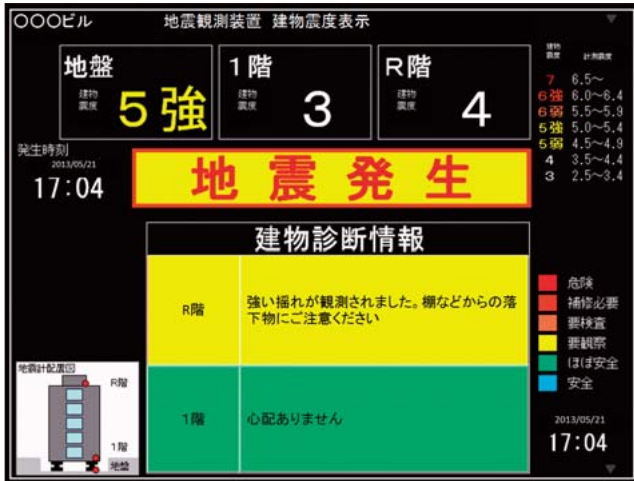 〇〇〇ビル 地震観測装置 建物震度表示
地盤
建物
震度
5強
1階
建物
震度
3
R階
建物
震度
4
建物
震度
計測震度
7 6.5～
6強 6.0～6.4
6弱 5.5～5.9
5強 5.0～5.4
5弱 4.5～4.9
4 3.5～4.4
3 2.5～3.4
発生時刻
2013/05/21
17:04
地震発生
建物診断情報
R階
強い揺れが観測されました。棚などからの落
下物にご注意ください
1階
心配ありません
危険
補修必要
要検査
要観察
ほぼ安全
安全
地震計配置図
R階
1階
地盤
2013/05/21
17:04